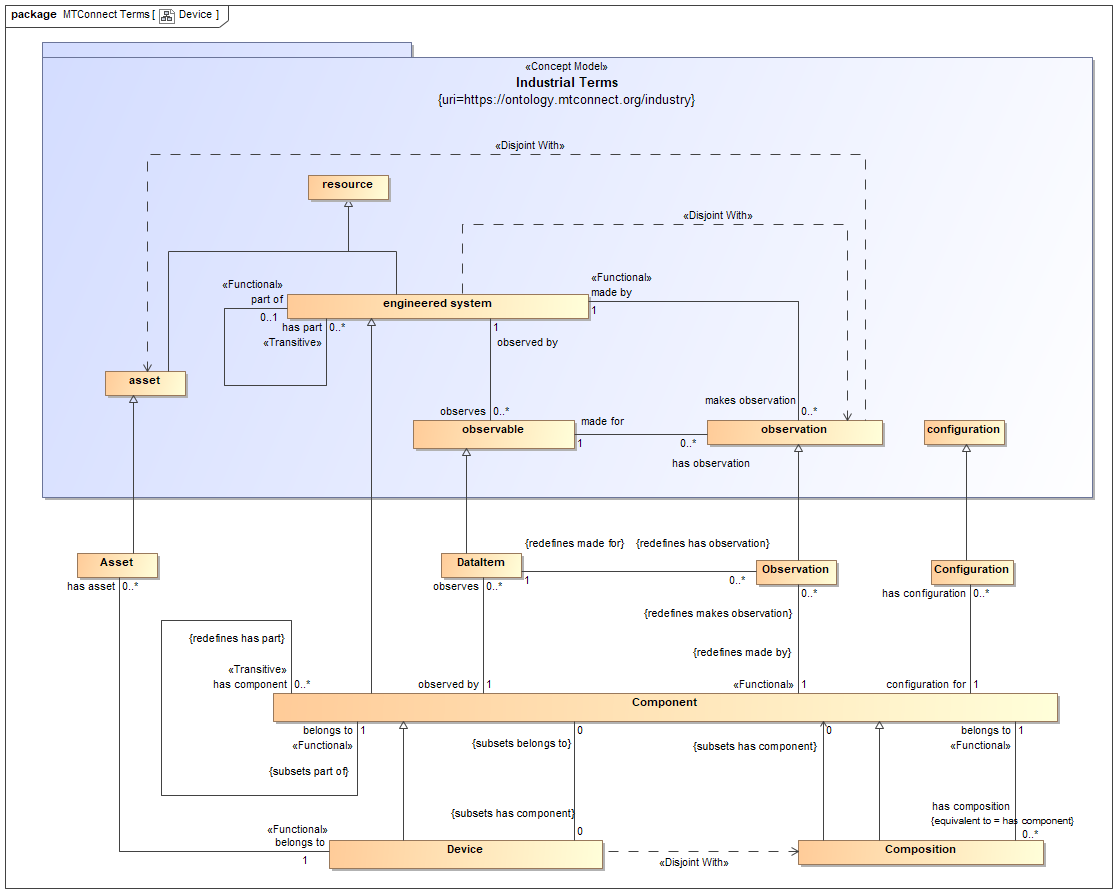 package MTConnect Terms [ Device ]
«Concept Model»
Industrial Terms
{uri=https://ontology.mtconnect.org/industry}
«Disjoint With»
resource
«Disjoint With»
«Functional»
part of
0..1
engineered system
«Functional»
made by
1
has part 0..*
«Transitive»
1
observed by
asset
makes observation
0..*
observes 0..*
observable
made for
1
0..*
observation
has observation
configuration
Asset
has asset 0..*
DataItem
observes 0..*
{redefines made for} {redefines has observation}
1
0..*
Observation
0..*
Configuration
has configuration 0..*
{redefines makes observation}
{redefines made by}
{redefines has part}
«Transitive»
has component 0..*
observed by 1
«Functional» 1
configuration for 1
Component
belongs to 1
«Functional»
{subsets part of}
0
{subsets belongs to}
0
{subsets has component}
belongs to 1
«Functional»
{subsets has component}
0
has composition
{equivalent to = has component}
0..*
«Functional»
belongs to
1
Device
«Disjoint With»
Composition